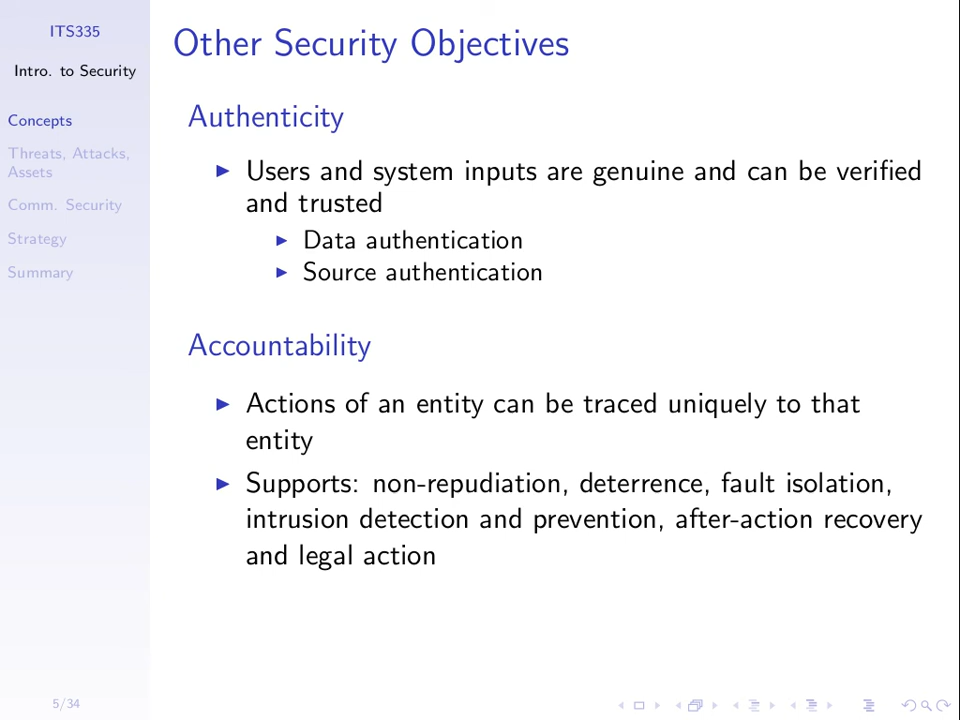 ITS335
Intro. to Security
Concepts
Threats, Attacks,
Assets
Comm. Security
Strategy
Summary
5/34
Other Security Objectives
Authenticity
Users and system inputs are genuine and can be verified
and trusted
Data authentication
Source authentication
Accountability
Actions of an entity can be traced uniquely to that
entity
Supports: non-repudiation, deterrence, fault isolation,
intrusion detection and prevention, after-action recovery
and legal action